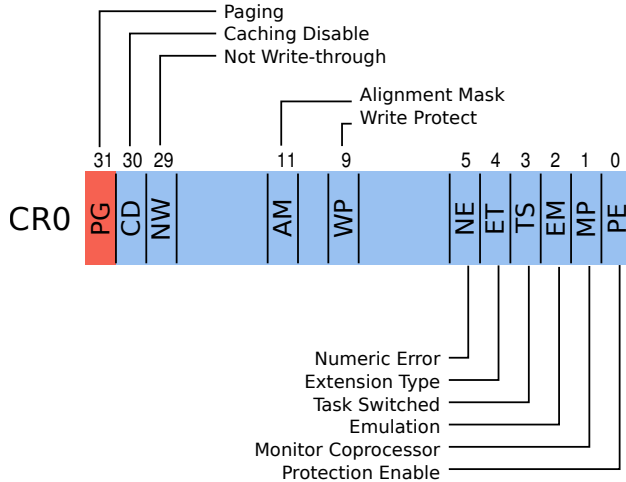 Paging
Caching Disable
Not Write-through
Alignment Mask
Write Protect
31 30 29 11 9 5 4 3 2 1 0
CR0 PG CD NW AM WP NE ET TS EM MP PE
Numeric Error
Extension Type
Task Switched
Emulation
Monitor Coprocessor
Protection Enable